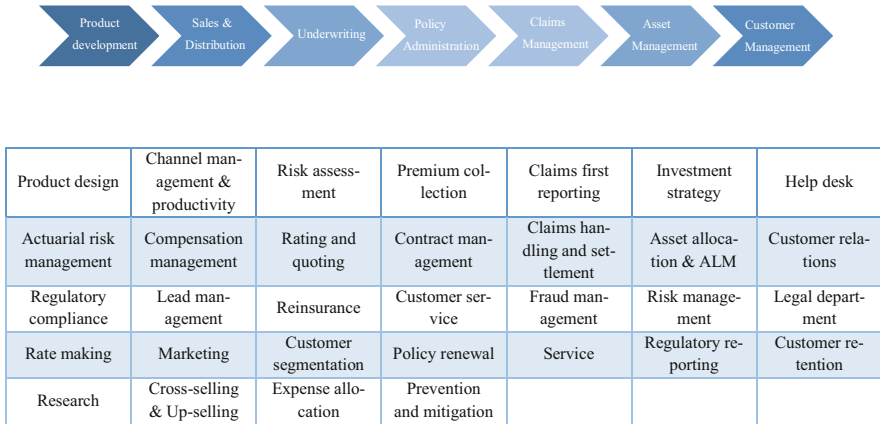 Product
development
Sales &
Distribution
Underwriting
Policy
Administration
Claims
Management
Asset
Management
Customer
Management
Product design
Channel man-
agement &
productivity
Risk assess-
ment
Premium col-
lection
Claims first
reporting
Investment
strategy
Help desk
Actuarial risk
management
Compensation
management
Rating and
quoting
Contract man-
agement
Claims han-
dling and set-
tlement
Asset alloca-
tion & ALM
Customer rela-
tions
Regulatory
compliance
Lead man-
agement
Reinsurance
Customer ser-
vice
Fraud man-
agement
Risk manage-
ment
Legal depart-
ment
Rate making
Marketing
Customer
segmentation
Policy renewal
Service
Regulatory re-
porting
Customer re-
tention
Research
Cross-selling
& Up-selling
Expense allo-
cation
Prevention
and mitigation